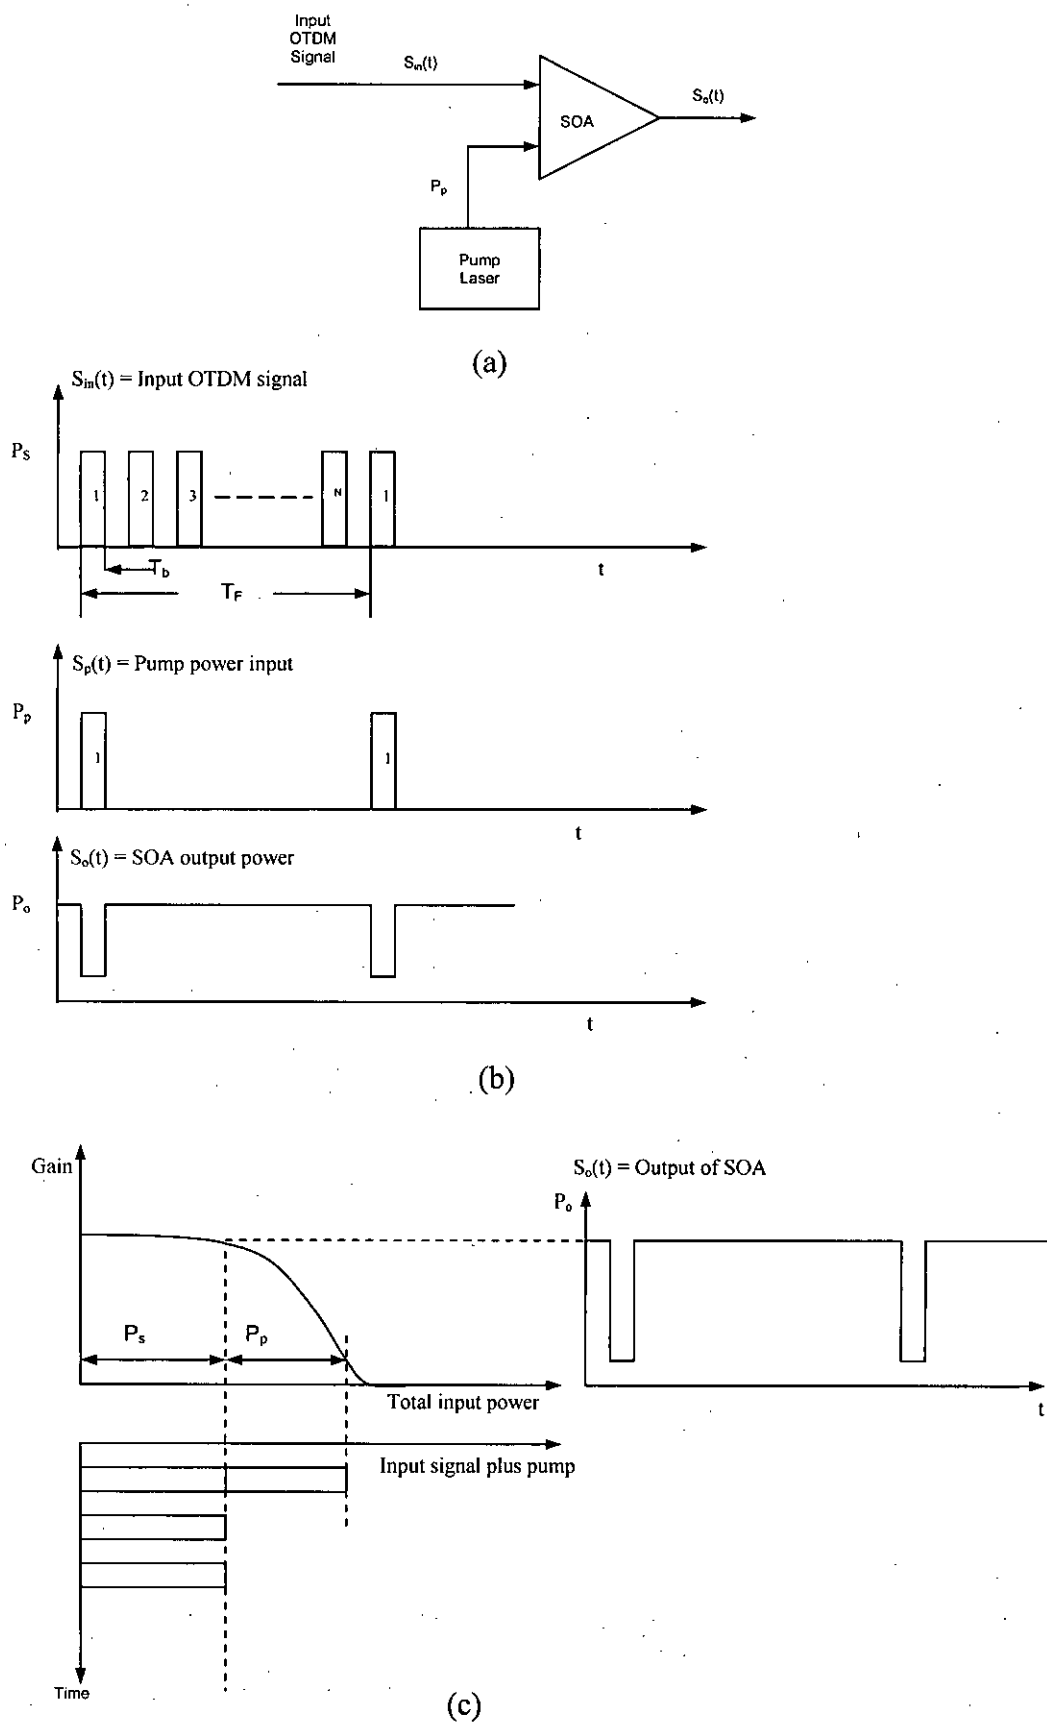 Input
OTDM
Signal
Sin(t)
So(t)
SOA
Pp
Pump
Laser
(a)
Sin(t) = Input OTDM signal
PS
1 2 3 N 1
Tb
t
TF
Sp(t) = Pump power input
Pp
1 1
t
So(t) = SOA output power
Po
t
(b)
Gain
So(t) = Output of SOA
Po
Ps
Pp
Total input power
t
Input signal plus pump
Time
(c)